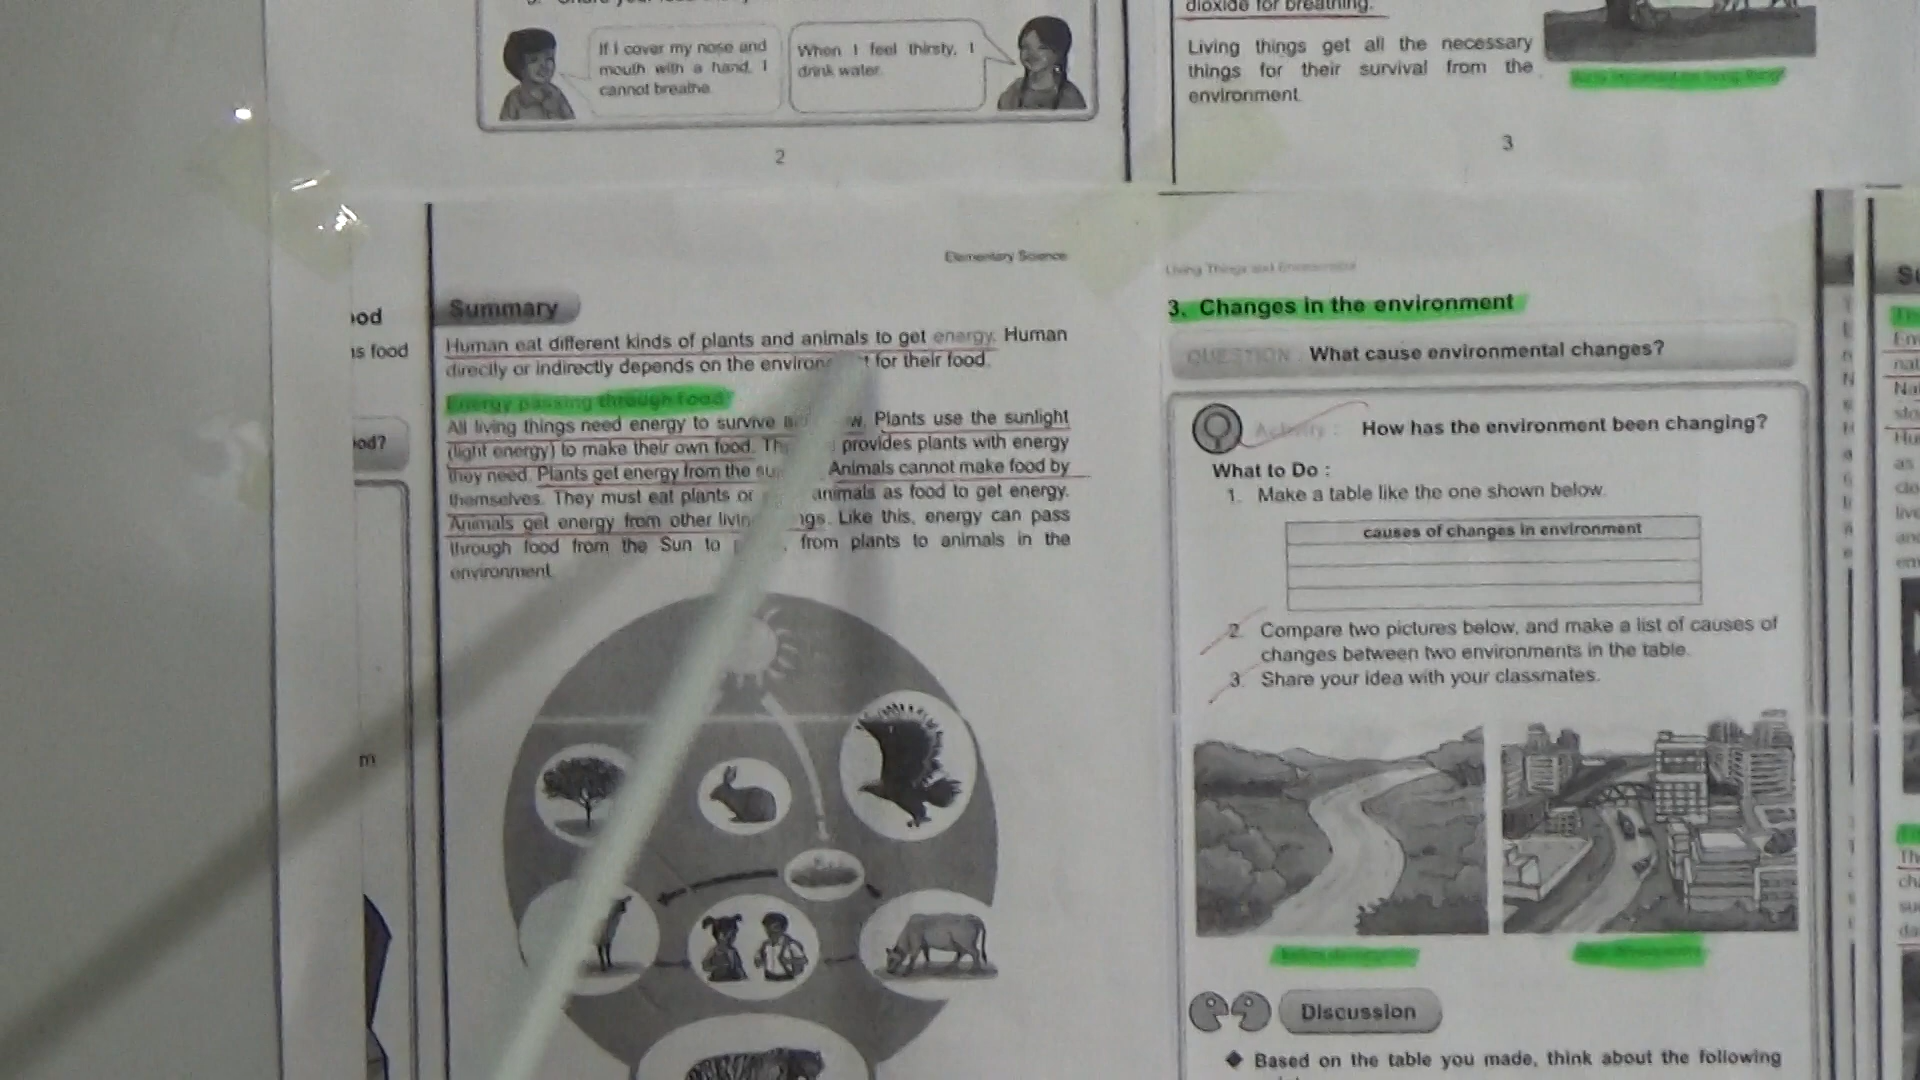 If I cover my nose and
mouth with a hand, I
cannot breathe.
When I feel thirsty, I
drink water.
2
dioxide for breathing.
Living things get all the necessary
things for their survival from the
environment.
3
ood
as food
ood?
m
Elementary Science
Summary
Human eat different kinds of plants and animals to get energy. Human
directly or indirectly depends on the for their food.
Energy passing through food
All living things need energy to survive Plants use the sunlight
(light energy) to make their own food. provides plants with energy
they need. Plants get energy from the Animals cannot make food by
themselves. They must eat plants or animals as food to get energy.
Animals get energy from other Like this, energy can pass
through food from the Sun to from plants to animals in the
environment.
Living Things and Environment
3. Changes in the environment
QUESTION : What cause environmental changes?
Activity : How has the environment been changing?
What to Do :
1. Make a table like the one shown below.
causes of changes in environment
2. Compare two pictures below, and make a list of causes of
changes between two environments in the table.
3. Share your idea with your classmates.
Discussion
◆ Based on the table you made, think about the following